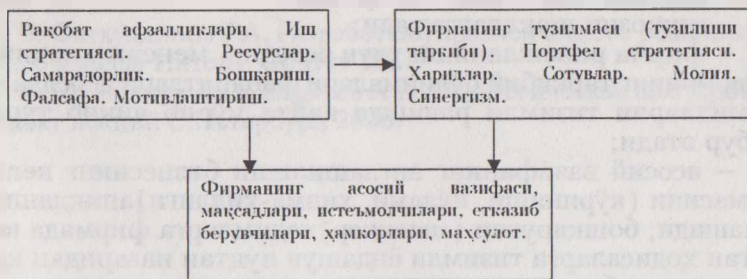 Рақобат афзалликлари. Иш
стратегияси. Ресурслар.
Самарадорлик. Бошқариш.
Фалсафа. Мотивлаштириш.
Фирманинг тузилмаси (тузилиш
таркиби). Портфел стратегияси.
Харидлар. Сотувлар. Молия.
Синергизм.
Фирманинг асосий вазифаси,
мақсадлари, истеъмолчилари, етказиб
берувчилари, ҳамкорлари, маҳсулот.